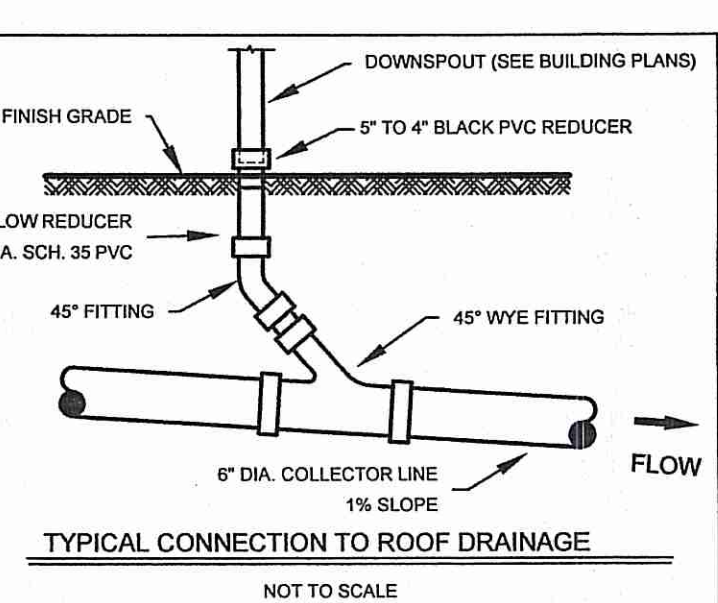 DOWNSPOUT (SEE BUILDING PLANS)
FINISH GRADE
5" TO 4" BLACK PVC REDUCER
LOW REDUCER
A. SCH. 35 PVC
45° FITTING
45° WYE FITTING
6" DIA. COLLECTOR LINE
1% SLOPE
FLOW
TYPICAL CONNECTION TO ROOF DRAINAGE
NOT TO SCALE